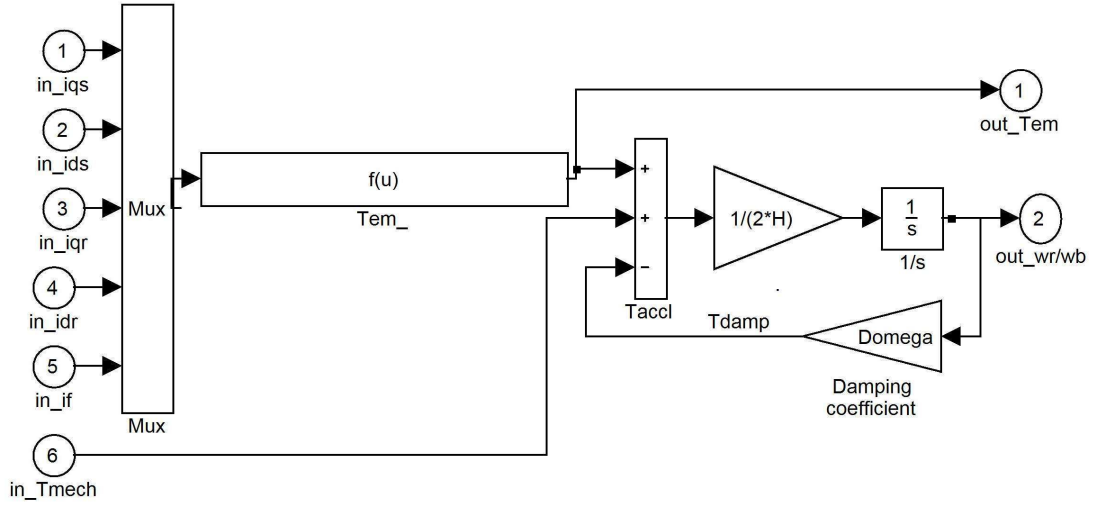 1
in_iqs
2
in_ids
3
in_iqr
4
in_idr
5
in_if
6
in_Tmech
Mux
Mux
f(u)
Tem_
+
+
−
Taccl
1/(2*H)
1
s
1/s
1
out_Tem
2
out_wr/wb
Tdamp
Domega
Damping
coefficient